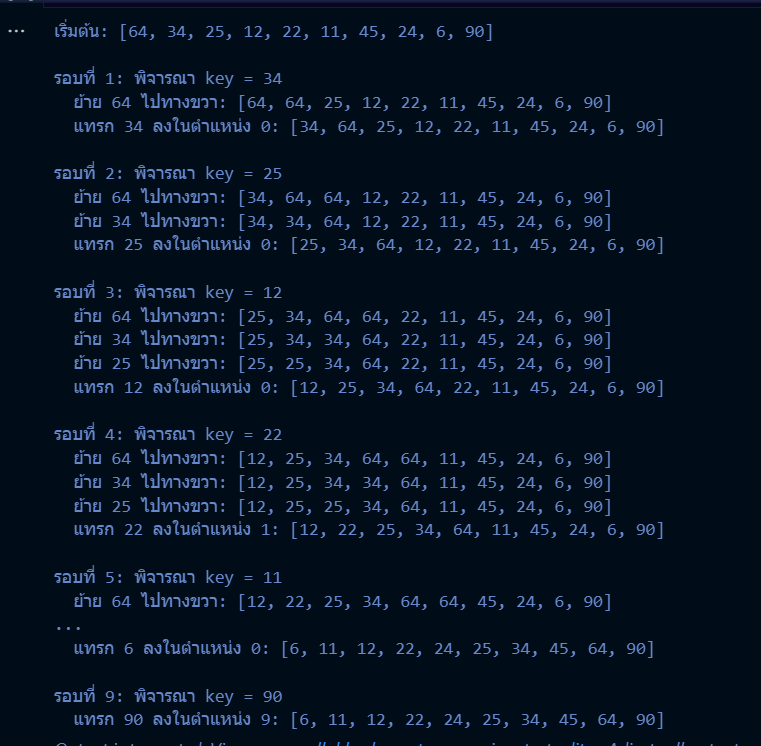 ...
เริ่มต้น: [64, 34, 25, 12, 22, 11, 45, 24, 6, 90]
รอบที่ 1: พิจารณา key = 34
ย้าย 64 ไปทางขวา: [64, 64, 25, 12, 22, 11, 45, 24, 6, 90]
แทรก 34 ลงในตำแหน่ง 0: [34, 64, 25, 12, 22, 11, 45, 24, 6, 90]
รอบที่ 2: พิจารณา key = 25
ย้าย 64 ไปทางขวา: [34, 64, 64, 12, 22, 11, 45, 24, 6, 90]
ย้าย 34 ไปทางขวา: [34, 34, 64, 12, 22, 11, 45, 24, 6, 90]
แทรก 25 ลงในตำแหน่ง 0: [25, 34, 64, 12, 22, 11, 45, 24, 6, 90]
รอบที่ 3: พิจารณา key = 12
ย้าย 64 ไปทางขวา: [25, 34, 64, 64, 22, 11, 45, 24, 6, 90]
ย้าย 34 ไปทางขวา: [25, 34, 34, 64, 22, 11, 45, 24, 6, 90]
ย้าย 25 ไปทางขวา: [25, 25, 34, 64, 22, 11, 45, 24, 6, 90]
แทรก 12 ลงในตำแหน่ง 0: [12, 25, 34, 64, 22, 11, 45, 24, 6, 90]
รอบที่ 4: พิจารณา key = 22
ย้าย 64 ไปทางขวา: [12, 25, 34, 64, 64, 11, 45, 24, 6, 90]
ย้าย 34 ไปทางขวา: [12, 25, 34, 34, 64, 11, 45, 24, 6, 90]
ย้าย 25 ไปทางขวา: [12, 25, 25, 34, 64, 11, 45, 24, 6, 90]
แทรก 22 ลงในตำแหน่ง 1: [12, 22, 25, 34, 64, 11, 45, 24, 6, 90]
รอบที่ 5: พิจารณา key = 11
ย้าย 64 ไปทางขวา: [12, 22, 25, 34, 64, 64, 45, 24, 6, 90]
...
แทรก 6 ลงในตำแหน่ง 0: [6, 11, 12, 22, 24, 25, 34, 45, 64, 90]
รอบที่ 9: พิจารณา key = 90
แทรก 90 ลงในตำแหน่ง 9: [6, 11, 12, 22, 24, 25, 34, 45, 64, 90]